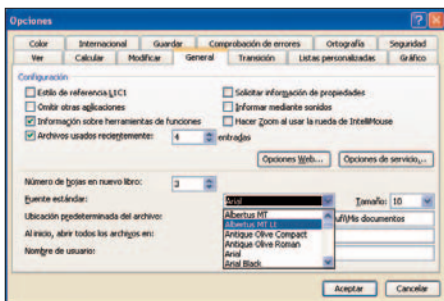 Opciones
Color Internacional Guardar Comprobación de errores Ortografía Seguridad
Ver Calcular Modificar General Transición Listas personalizadas Gráfico
Configuración
Estilo de referencia L1C1 Solicitar información de propiedades
Omitir otras aplicaciones Informar mediante sonidos
Información sobre herramientas de funciones Hacer Zoom al usar la rueda de IntelliMouse
Archivos usados recientemente: 4 entradas
Opciones Web... Opciones de servicio...
Número de hojas en nuevo libro: 3
Fuente estándar: Arial Tamaño: 10
Ubicación predeterminada del archivo: Albertus MT \Mis documentos
Albertus MT Lt
Al inicio, abrir todos los archivos en: Antique Olive Compact
Antique Olive Roman
Nombre de usuario: Arial
Arial Black
Aceptar Cancelar